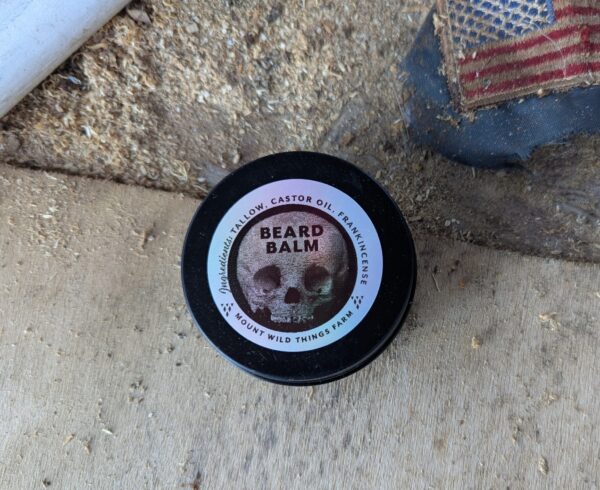 Ingredients: TALLOW, CASTOR OIL, FRANKINCENSE
BEARD
BALM
MOUNT WILD THINGS FARM